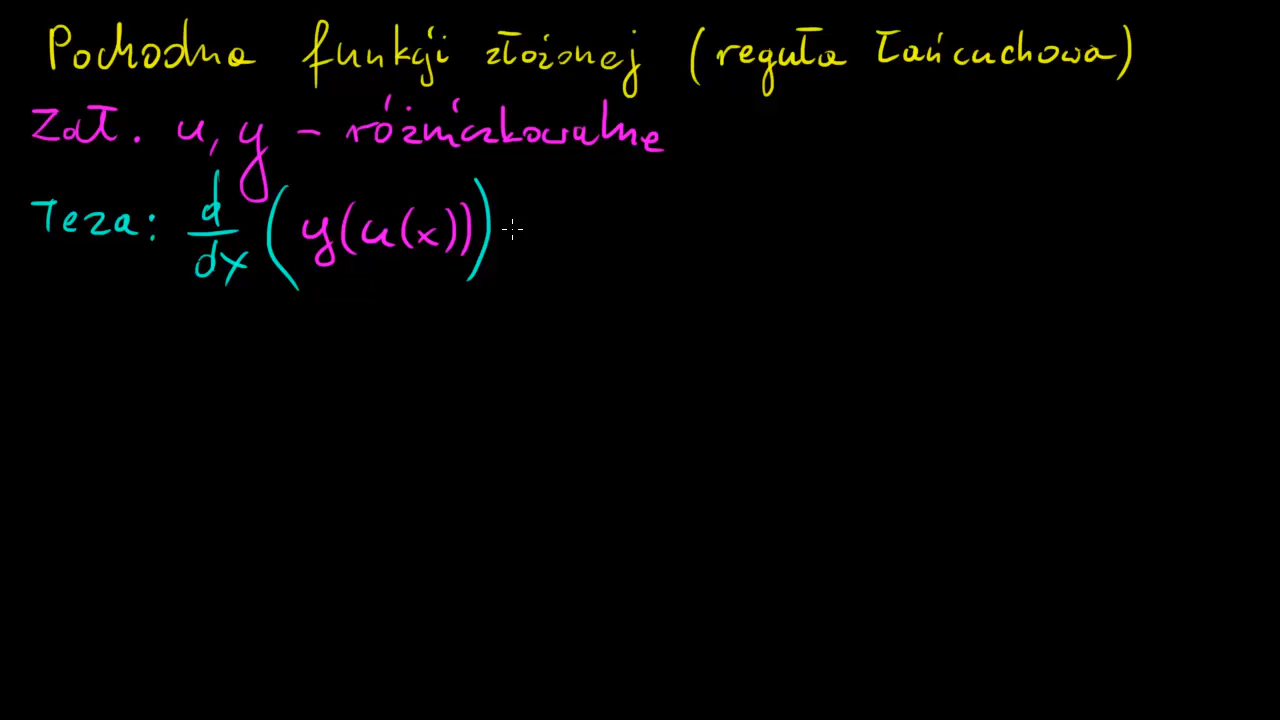 Pochodna funkcji złożonej (reguła łańcuchowa)
Zał. u, y - różniczkowalne
Teza: d/dx (y(u(x)))